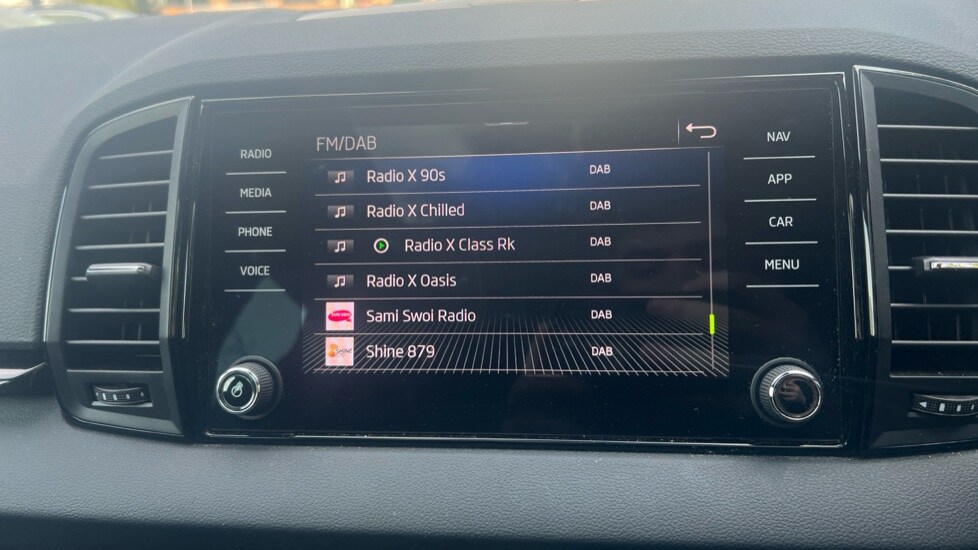 FM/DAB
RADIO
MEDIA
PHONE
VOICE
Radio X 90s DAB
Radio X Chilled DAB
Radio X Class Rk DAB
Radio X Oasis DAB
Sami Swoi Radio DAB
Shine 879 DAB
NAV
APP
CAR
MENU